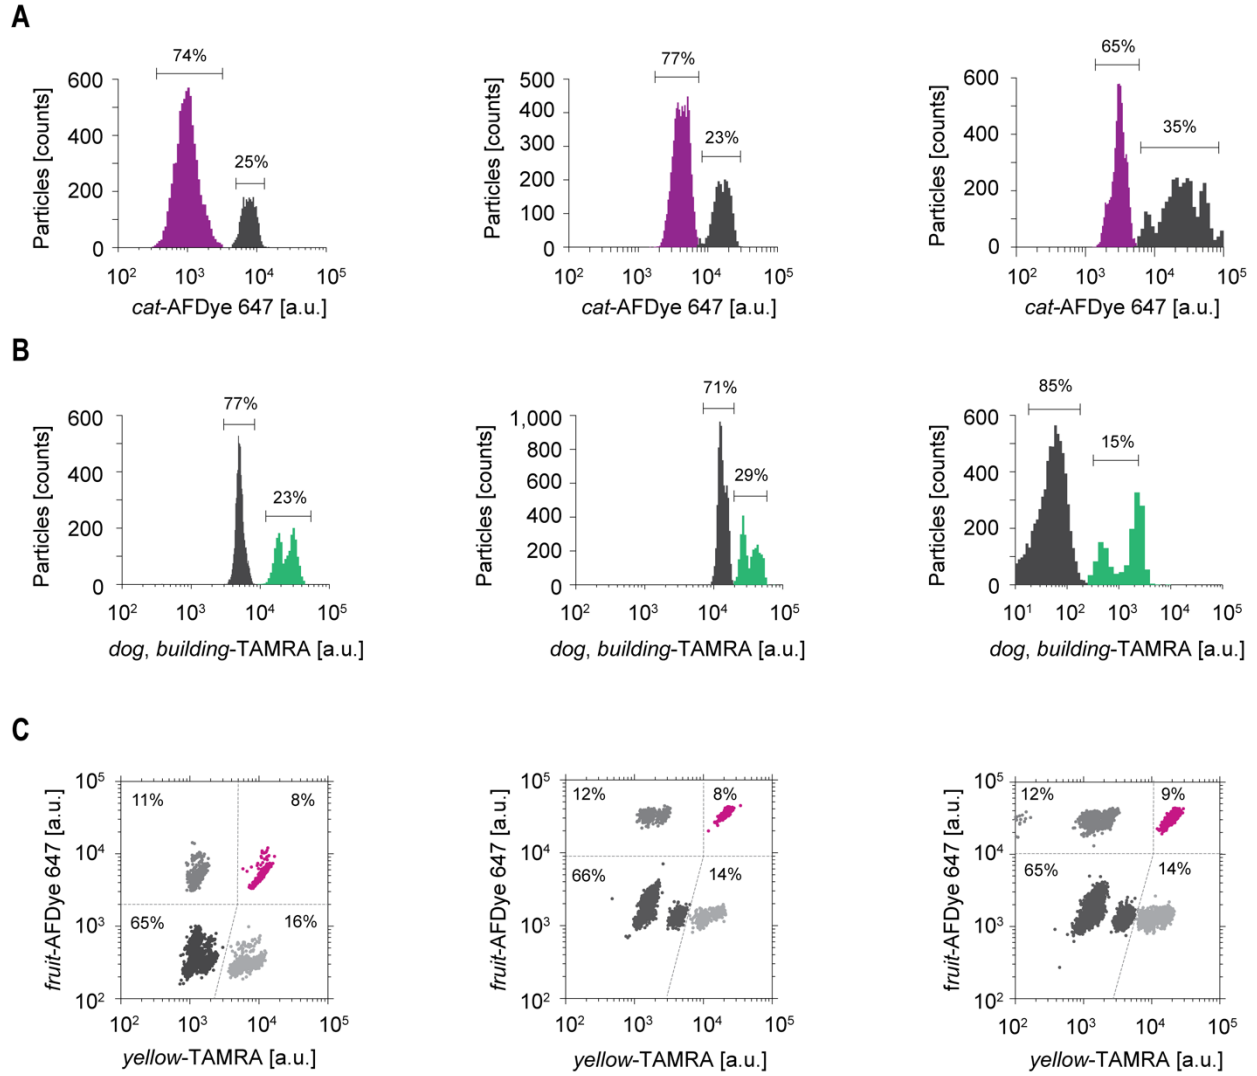 A
74%
25%
Particles [counts]
600
400
200
0
10² 10³ 10⁴ 10⁵
cat-AFDye 647 [a.u.]
77%
23%
Particles [counts]
500
400
300
200
100
0
10² 10³ 10⁴ 10⁵
cat-AFDye 647 [a.u.]
65%
35%
Particles [counts]
600
400
200
0
10² 10³ 10⁴ 10⁵
cat-AFDye 647 [a.u.]
B
77%
23%
Particles [counts]
600
400
200
0
10² 10³ 10⁴ 10⁵
dog, building-TAMRA [a.u.]
71%
29%
Particles [counts]
1,000
800
600
400
200
0
10² 10³ 10⁴ 10⁵
dog, building-TAMRA [a.u.]
85%
15%
Particles [counts]
600
400
200
0
10¹ 10² 10³ 10⁴ 10⁵
dog, building-TAMRA [a.u.]
C
fruit-AFDye 647 [a.u.]
10⁵
10⁴
10³
10²
11% 8%
65% 16%
10² 10³ 10⁴ 10⁵
yellow-TAMRA [a.u.]
fruit-AFDye 647 [a.u.]
10⁵
10⁴
10³
10²
12% 8%
66% 14%
10² 10³ 10⁴ 10⁵
yellow-TAMRA [a.u.]
fruit-AFDye 647 [a.u.]
10⁵
10⁴
10³
10²
12% 9%
65% 14%
10² 10³ 10⁴ 10⁵
yellow-TAMRA [a.u.]